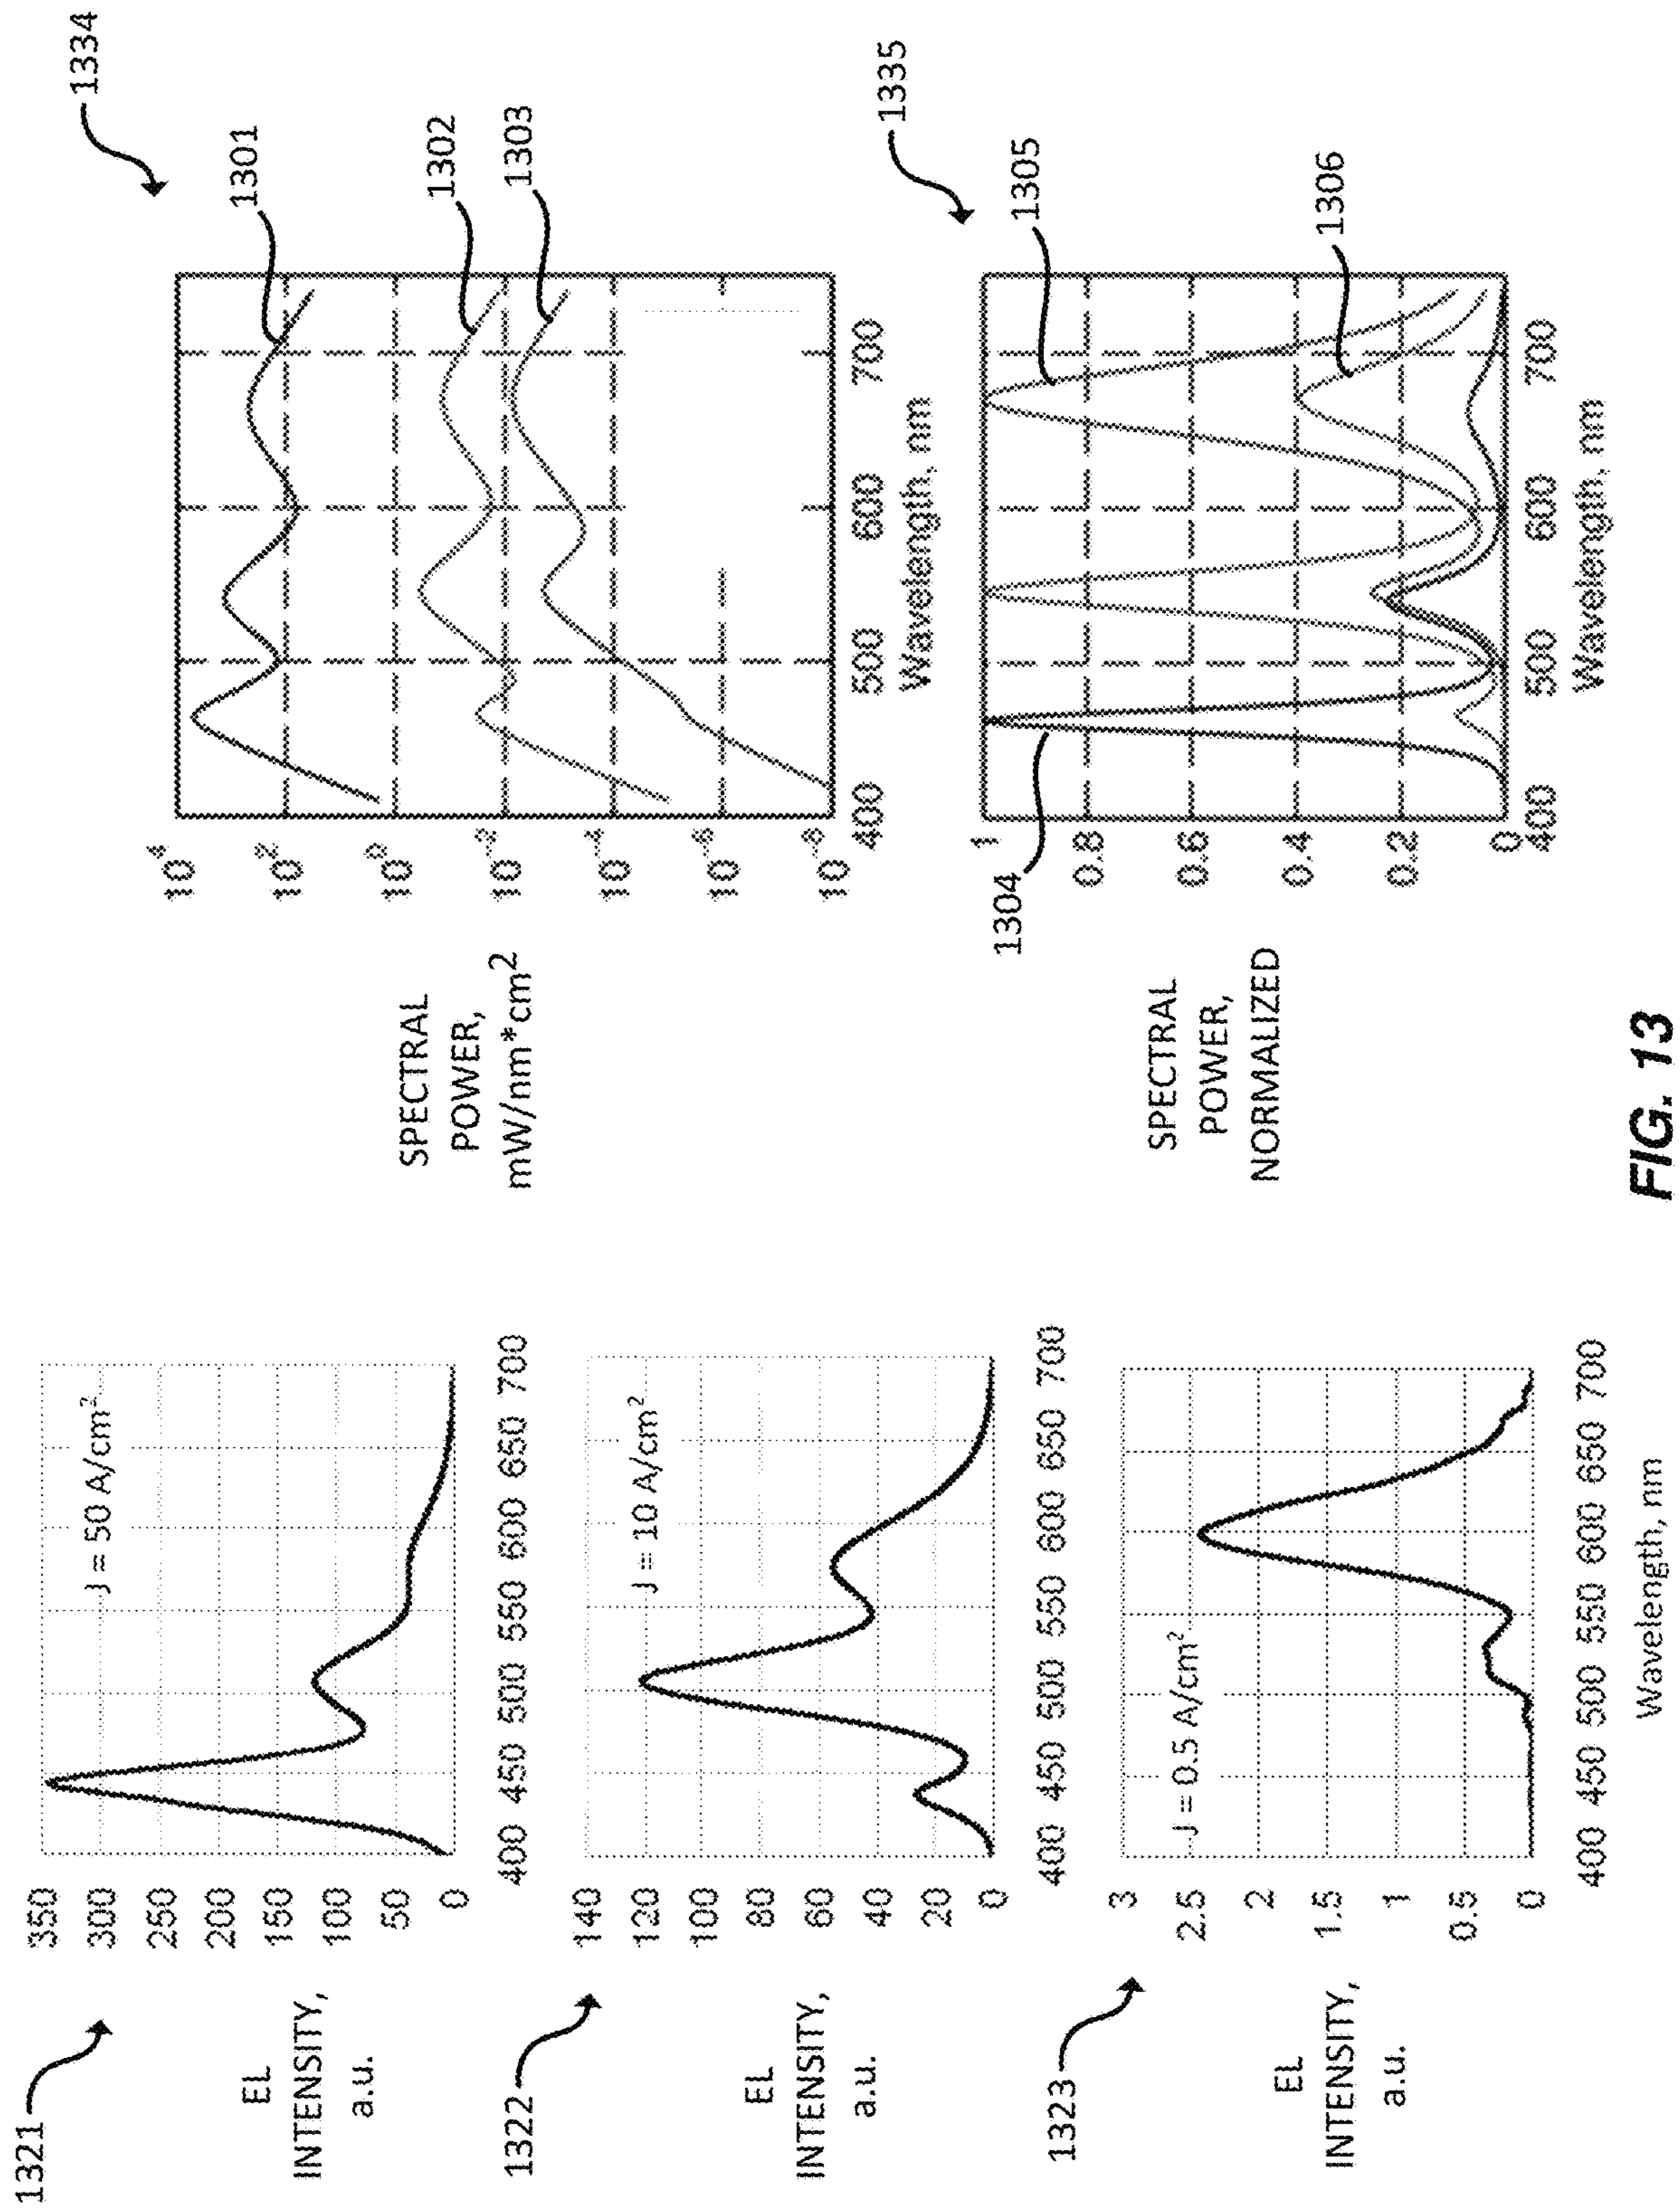 1321
EL
INTENSITY,
a.u.
350
300
250
200
150
100
50
0
J = 50 A/cm²
400 450 500 550 600 650 700
1322
EL
INTENSITY,
a.u.
140
120
100
80
60
40
20
0
J = 10 A/cm²
400 450 500 550 600 650 700
1323
EL
INTENSITY,
a.u.
3
2.5
2
1.5
1
0.5
0
J = 0.5 A/cm²
400 450 500 550 600 650 700
Wavelength, nm
1334
SPECTRAL
POWER,
mW/nm*cm²
10⁴
10²
10⁰
10⁻²
10⁻⁴
10⁻⁶
10⁻⁸
1301
1302
1303
400 500 600 700
Wavelength, nm
1335
SPECTRAL
POWER,
NORMALIZED
1
0.8
0.6
0.4
0.2
0
1304
1305
1306
400 500 600 700
Wavelength, nm
FIG. 13